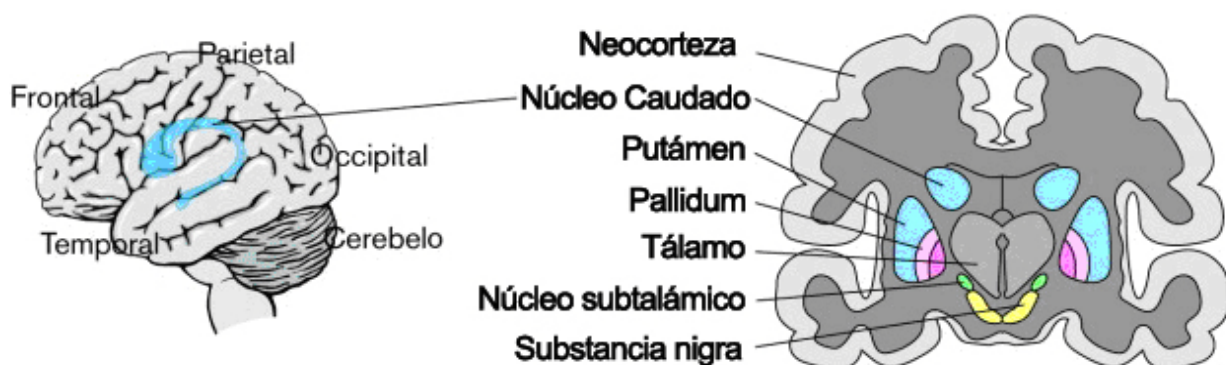 Parietal
Frontal
Occipital
Temporal
Cerebelo
Neocorteza
Núcleo Caudado
Putámen
Pallidum
Tálamo
Núcleo subtalámico
Substancia nigra